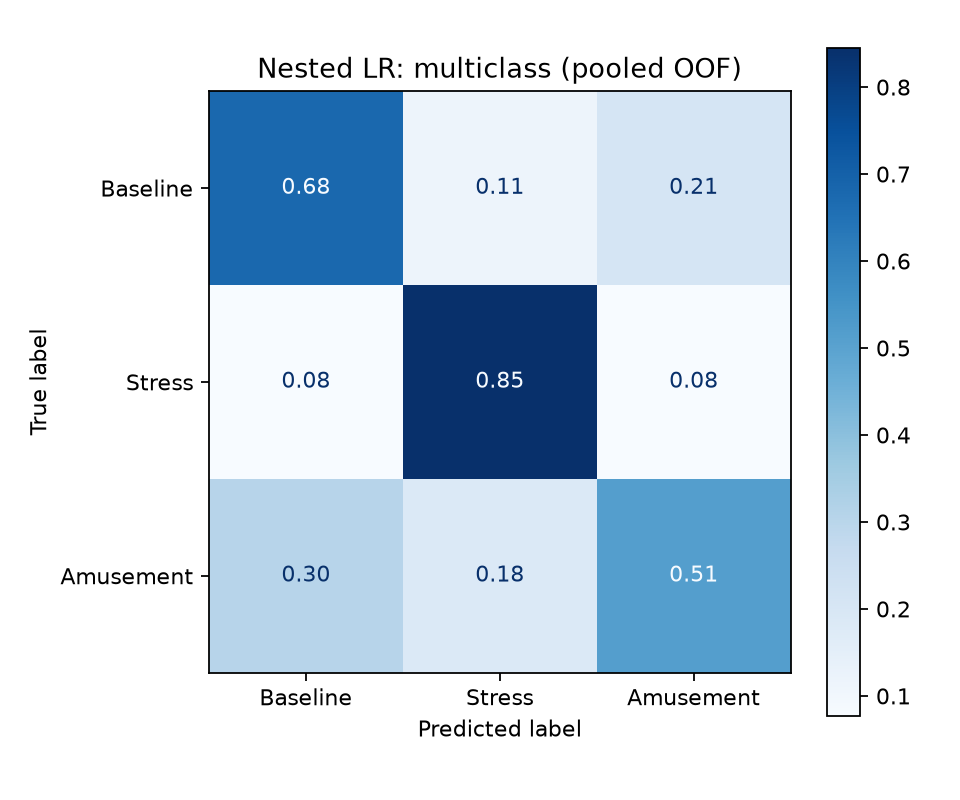 Nested LR: multiclass (pooled OOF)
0.8
0.7
0.6
0.5
0.4
0.3
0.2
0.1
True label
Baseline 0.68 0.11 0.21
Stress 0.08 0.85 0.08
Amusement 0.30 0.18 0.51
Baseline Stress Amusement
Predicted label